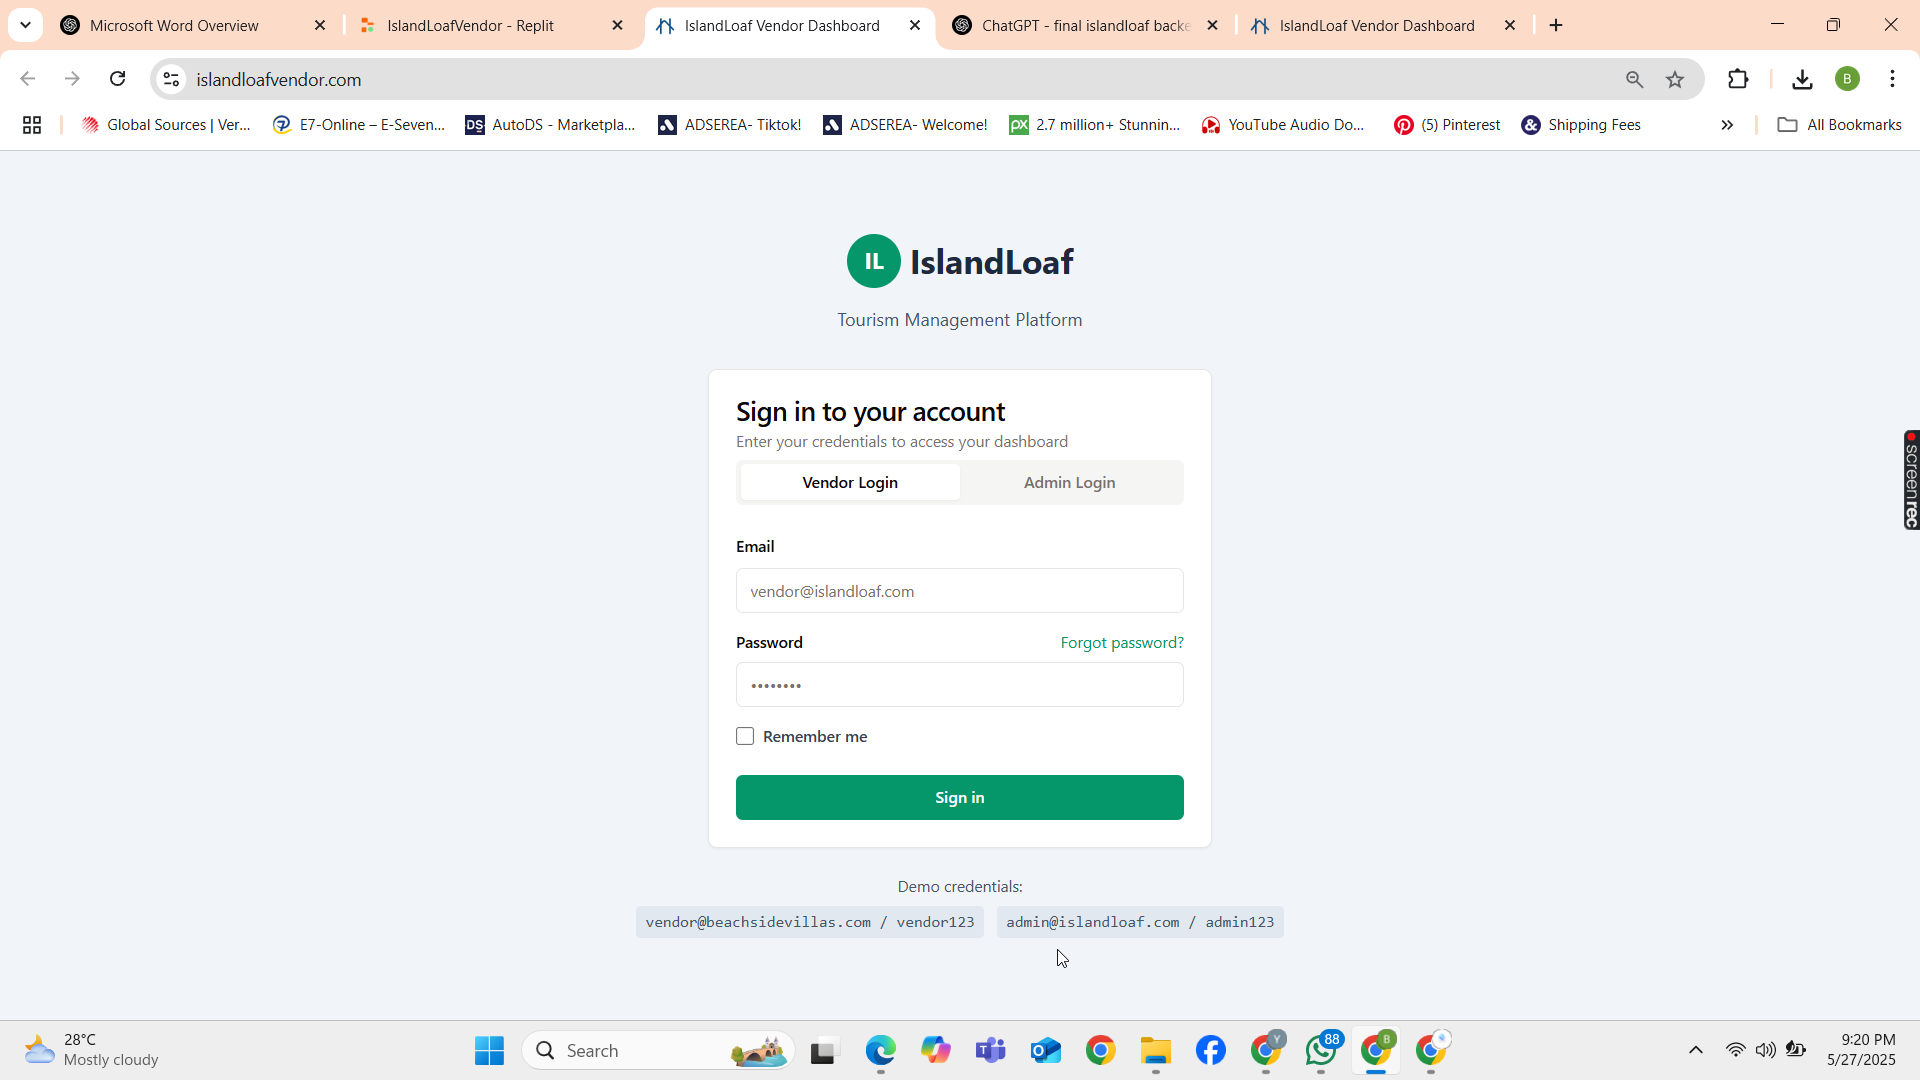 Microsoft Word Overview
IslandLoafVendor - Replit
IslandLoaf Vendor Dashboard
ChatGPT - final islandloaf backe
IslandLoaf Vendor Dashboard
islandloafvendor.com
B
Global Sources | Ver...
E7-Online – E-Seven...
DS
AutoDS - Marketpla...
ADSEREA- Tiktok!
ADSEREA- Welcome!
px
2.7 million+ Stunnin...
YouTube Audio Do...
(5) Pinterest
&
Shipping Fees
All Bookmarks
IL
IslandLoaf
Tourism Management Platform
Sign in to your account
Enter your credentials to access your dashboard
Vendor Login
Admin Login
Email
vendor@islandloaf.com
Password
Forgot password?
••••••••
Remember me
Sign in
Demo credentials:
vendor@beachsidevillas.com / vendor123
admin@islandloaf.com / admin123
screenrec
28°C
Mostly cloudy
Search
Y
88
B
9:20 PM
5/27/2025